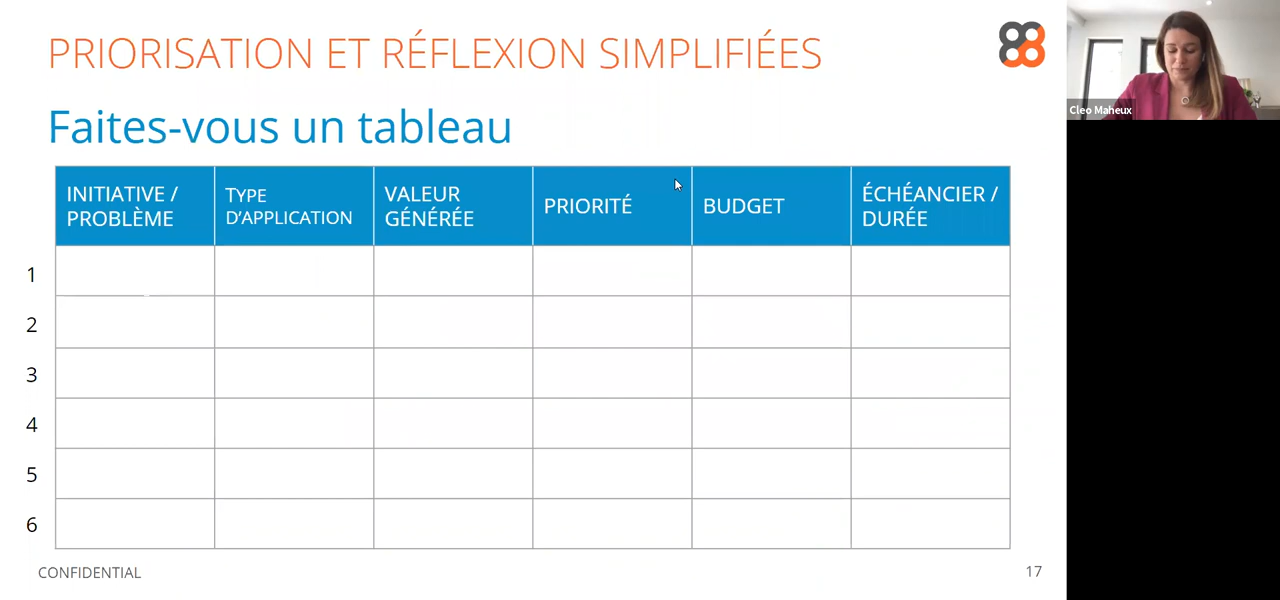 PRIORISATION ET RÉFLEXION SIMPLIFIÉES
Cleo Maheux
Faites-vous un tableau
INITIATIVE /
PROBLÈME
TYPE
D’APPLICATION
VALEUR
GÉNÉRÉE
PRIORITÉ
BUDGET
ÉCHÉANCIER /
DURÉE
1
2
3
4
5
6
CONFIDENTIAL
17